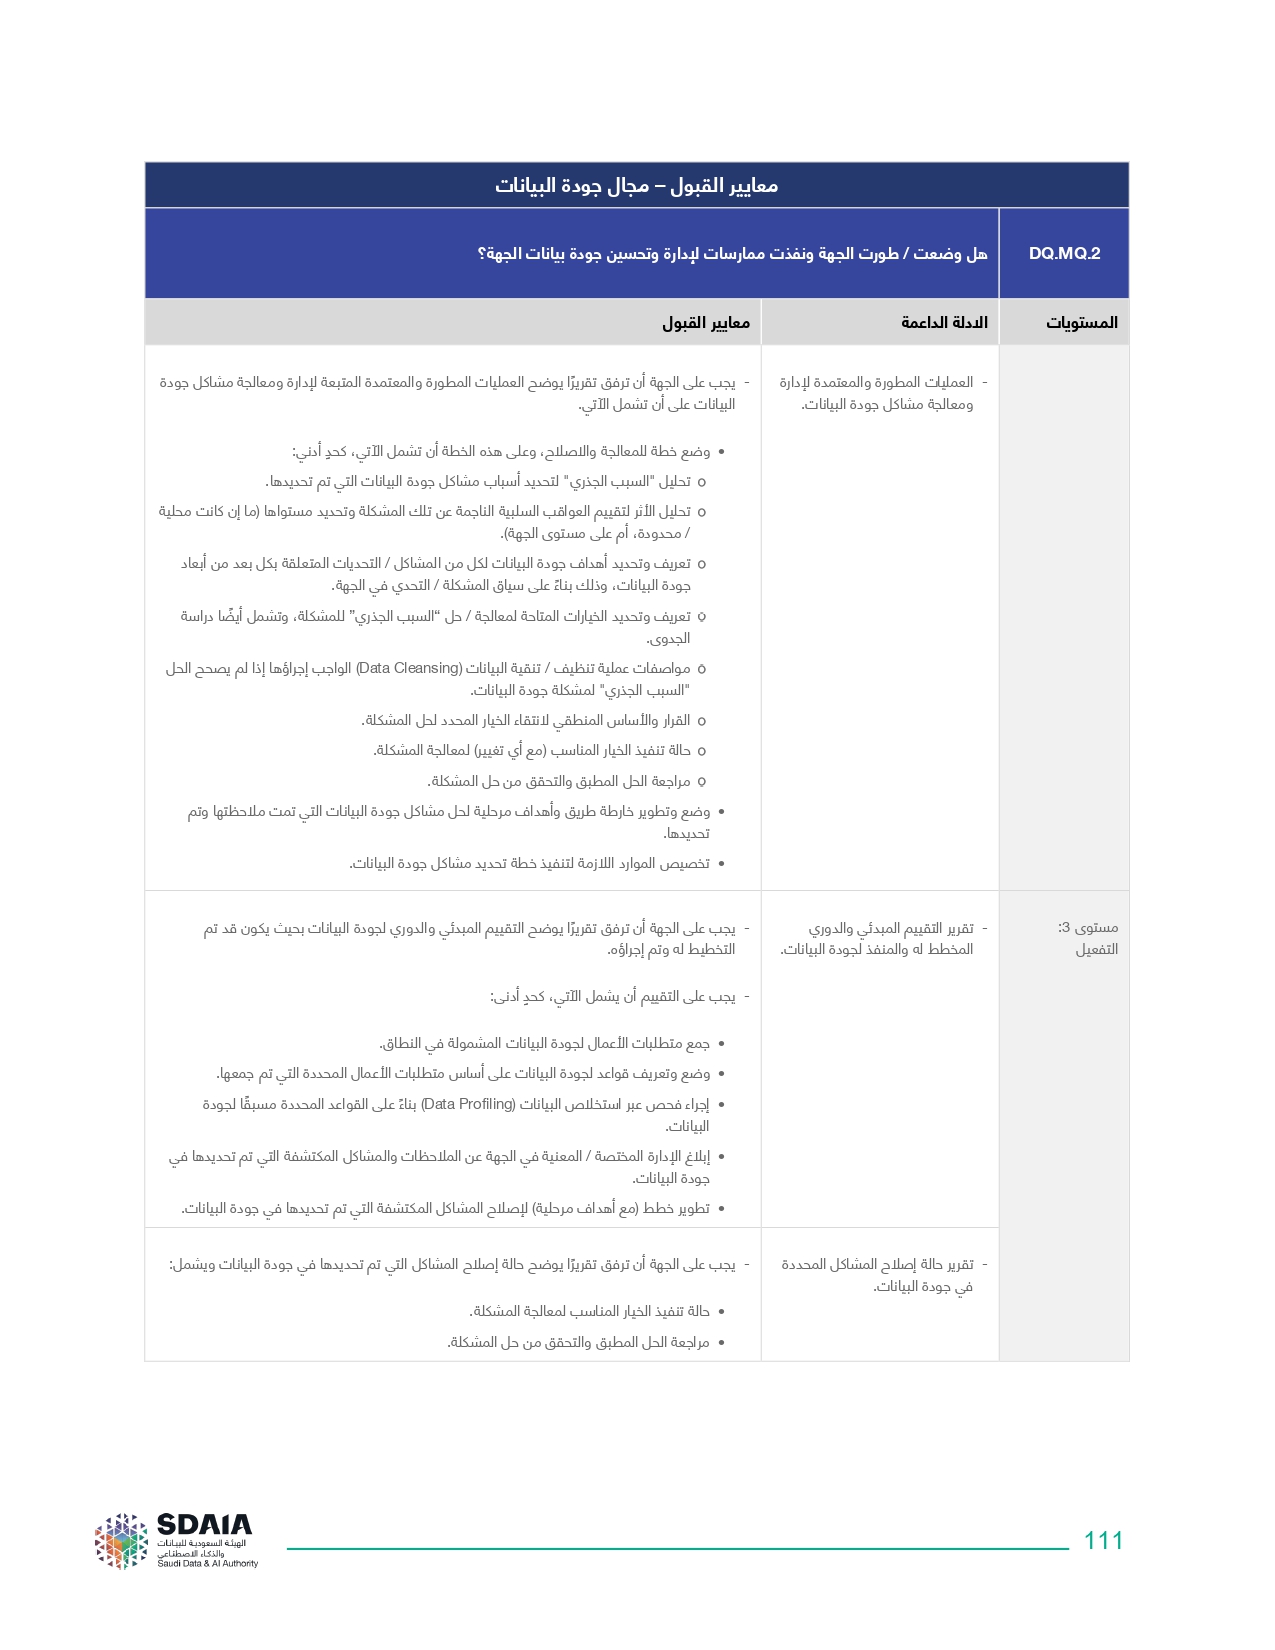 معايير القبول – مجال جودة البيانات
DQ.MQ.2
هل وضعت / طورت الجهة ونفذت ممارسات لإدارة وتحسين جودة بيانات الجهة؟
المستويات
الادلة الداعمة
معايير القبول
- العمليات المطورة والمعتمدة لإدارة
ومعالجة مشاكل جودة البيانات.
- يجب على الجهة أن ترفق تقريرًا يوضح العمليات المطورة والمعتمدة المتبعة لإدارة ومعالجة مشاكل جودة
البيانات على أن تشمل الآتي.
• وضع خطة للمعالجة والاصلاح، وعلى هذه الخطة أن تشمل الآتي، كحدٍ أدني:
o تحليل "السبب الجذري" لتحديد أسباب مشاكل جودة البيانات التي تم تحديدها.
o تحليل الأثر لتقييم العواقب السلبية الناجمة عن تلك المشكلة وتحديد مستواها (ما إن كانت محلية
/ محدودة، أم على مستوى الجهة).
o تعريف وتحديد أهداف جودة البيانات لكل من المشاكل / التحديات المتعلقة بكل بعد من أبعاد
جودة البيانات، وذلك بناءً على سياق المشكلة / التحدي في الجهة.
o تعريف وتحديد الخيارات المتاحة لمعالجة / حل “السبب الجذري” للمشكلة، وتشمل أيضًا دراسة
الجدوى.
o مواصفات عملية تنظيف / تنقية البيانات (Data Cleansing) الواجب إجراؤها إذا لم يصحح الحل
"السبب الجذري" لمشكلة جودة البيانات.
o القرار والأساس المنطقي لانتقاء الخيار المحدد لحل المشكلة.
o حالة تنفيذ الخيار المناسب (مع أي تغيير) لمعالجة المشكلة.
o مراجعة الحل المطبق والتحقق من حل المشكلة.
• وضع وتطوير خارطة طريق وأهداف مرحلية لحل مشاكل جودة البيانات التي تمت ملاحظتها وتم
تحديدها.
• تخصيص الموارد اللازمة لتنفيذ خطة تحديد مشاكل جودة البيانات.
مستوى 3:
التفعيل
- تقرير التقييم المبدئي والدوري
المخطط له والمنفذ لجودة البيانات.
- يجب على الجهة أن ترفق تقريرًا يوضح التقييم المبدئي والدوري لجودة البيانات بحيث يكون قد تم
التخطيط له وتم إجراؤه.
- يجب على التقييم أن يشمل الآتي، كحدٍ أدنى:
• جمع متطلبات الأعمال لجودة البيانات المشمولة في النطاق.
• وضع وتعريف قواعد لجودة البيانات على أساس متطلبات الأعمال المحددة التي تم جمعها.
• إجراء فحص عبر استخلاص البيانات (Data Profiling) بناءً على القواعد المحددة مسبقًا لجودة
البيانات.
• إبلاغ الإدارة المختصة / المعنية في الجهة عن الملاحظات والمشاكل المكتشفة التي تم تحديدها في
جودة البيانات.
• تطوير خطط (مع أهداف مرحلية) لإصلاح المشاكل المكتشفة التي تم تحديدها في جودة البيانات.
- تقرير حالة إصلاح المشاكل المحددة
في جودة البيانات.
- يجب على الجهة أن ترفق تقريرًا يوضح حالة إصلاح المشاكل التي تم تحديدها في جودة البيانات ويشمل:
• حالة تنفيذ الخيار المناسب لمعالجة المشكلة.
• مراجعة الحل المطبق والتحقق من حل المشكلة.
SDAIA
الهيئة السعودية للبيانات
والذكاء الاصطناعي
Saudi Data & AI Authority
111